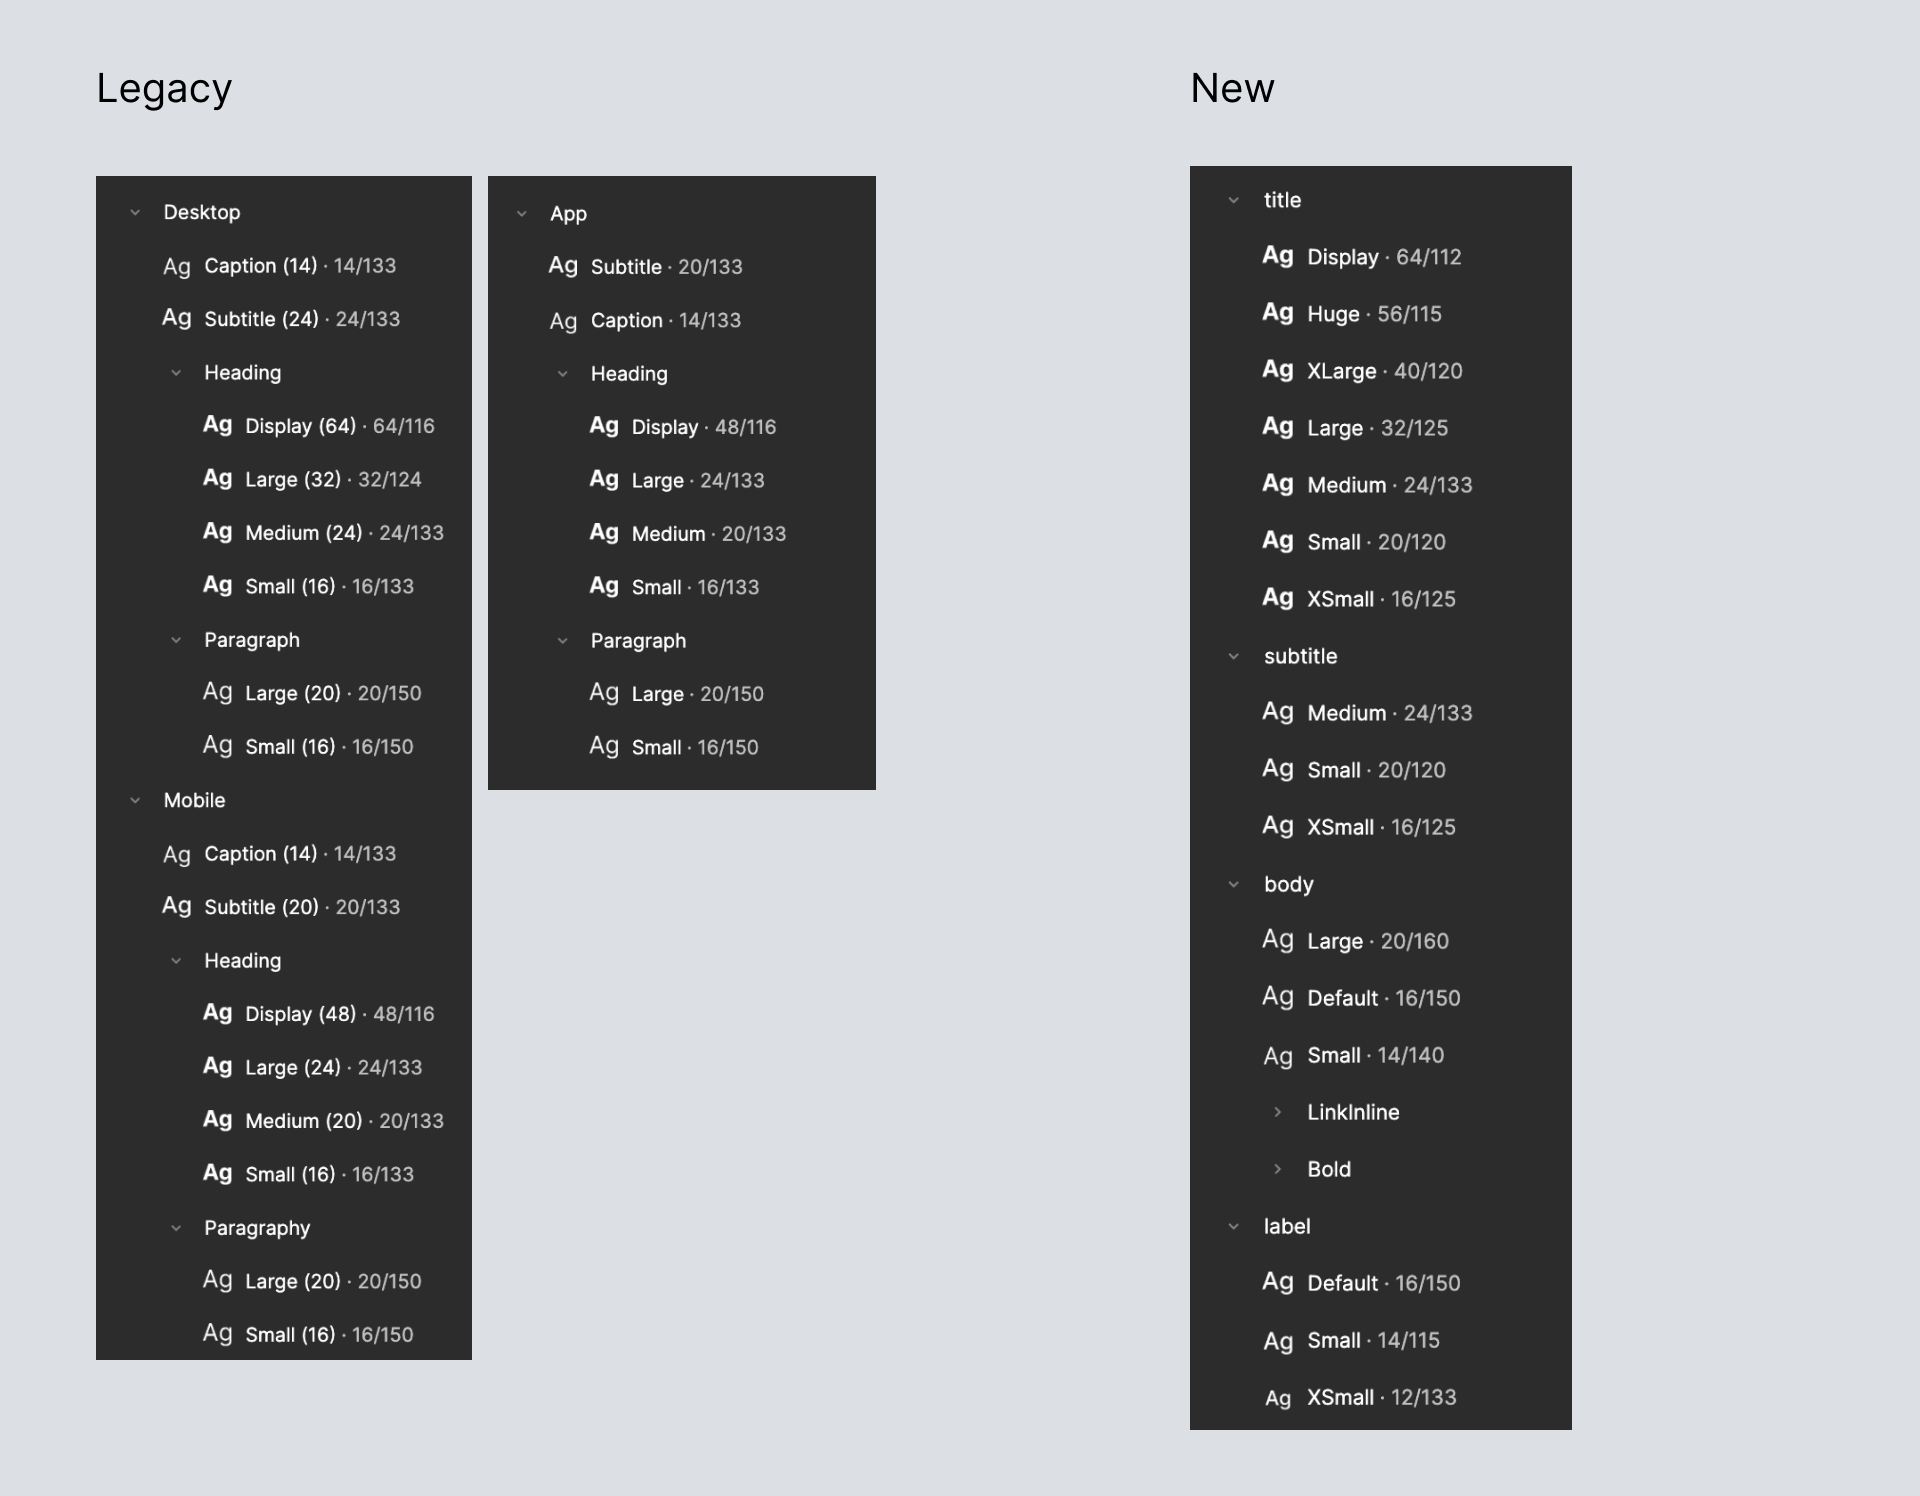 Legacy
Desktop
Ag Caption (14) · 14/133
Ag Subtitle (24) · 24/133
Heading
Ag Display (64) · 64/116
Ag Large (32) · 32/124
Ag Medium (24) · 24/133
Ag Small (16) · 16/133
Paragraph
Ag Large (20) · 20/150
Ag Small (16) · 16/150
Mobile
Ag Caption (14) · 14/133
Ag Subtitle (20) · 20/133
Heading
Ag Display (48) · 48/116
Ag Large (24) · 24/133
Ag Medium (20) · 20/133
Ag Small (16) · 16/133
Paragraphy
Ag Large (20) · 20/150
Ag Small (16) · 16/150
App
Ag Subtitle · 20/133
Ag Caption · 14/133
Heading
Ag Display · 48/116
Ag Large · 24/133
Ag Medium · 20/133
Ag Small · 16/133
Paragraph
Ag Large · 20/150
Ag Small · 16/150
New
title
Ag Display · 64/112
Ag Huge · 56/115
Ag XLarge · 40/120
Ag Large · 32/125
Ag Medium · 24/133
Ag Small · 20/120
Ag XSmall · 16/125
subtitle
Ag Medium · 24/133
Ag Small · 20/120
Ag XSmall · 16/125
body
Ag Large · 20/160
Ag Default · 16/150
Ag Small · 14/140
LinkInline
Bold
label
Ag Default · 16/150
Ag Small · 14/115
Ag XSmall · 12/133